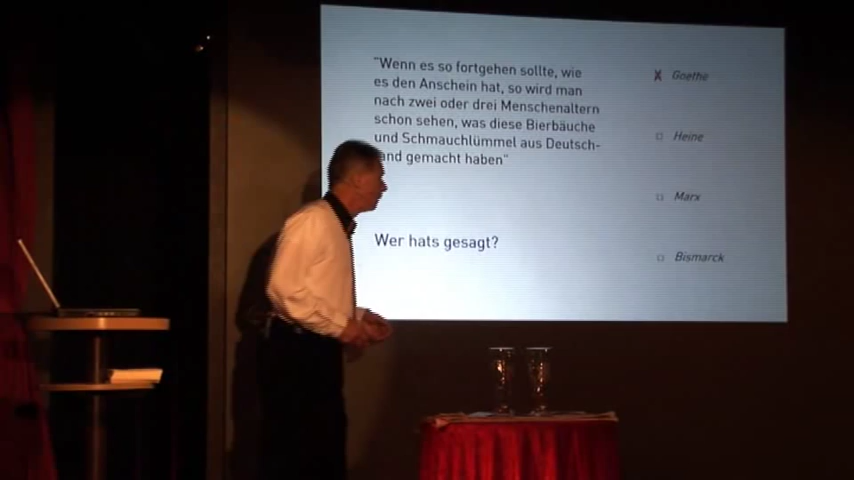 "Wenn es so fortgehen sollte, wie
es den Anschein hat, so wird man
nach zwei oder drei Menschenaltern
schon sehen, was diese Bierbäuche
und Schmauchlümmel aus Deutsch-
and gemacht haben"
Wer hats gesagt?
Goethe
Heine
Marx
Bismarck